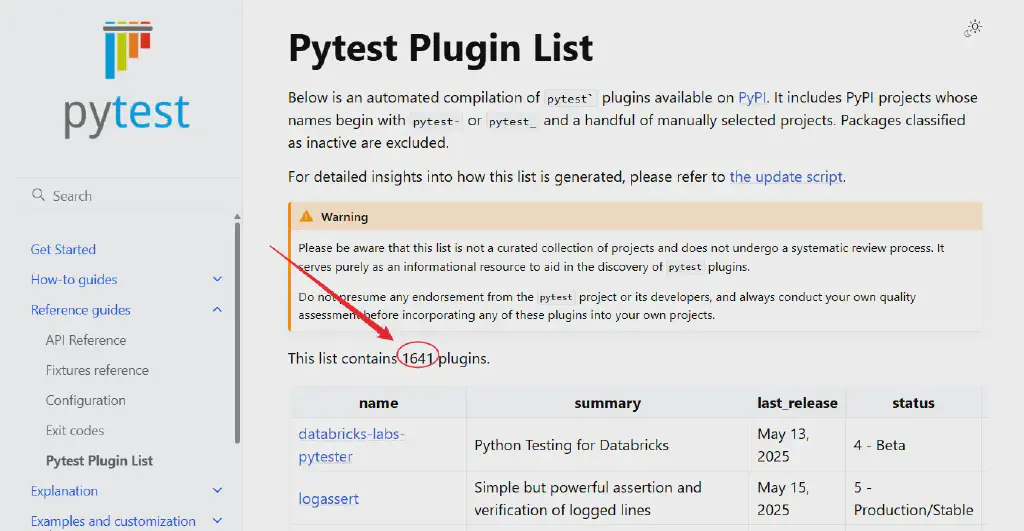 pytest
Search
Get Started
How-to guides
Reference guides
API Reference
Fixtures reference
Configuration
Exit codes
Pytest Plugin List
Explanation
Examples and customization
Pytest Plugin List
Below is an automated compilation of pytest` plugins available on PyPI. It includes PyPI projects whose
names begin with pytest- or pytest_ and a handful of manually selected projects. Packages classified
as inactive are excluded.
For detailed insights into how this list is generated, please refer to the update script.
Warning
Please be aware that this list is not a curated collection of projects and does not undergo a systematic review process. It
serves purely as an informational resource to aid in the discovery of pytest plugins.
Do not presume any endorsement from the pytest project or its developers, and always conduct your own quality
assessment before incorporating any of these plugins into your own projects.
This list contains 1641 plugins.
name summary last_release status
databricks-labs-
pytester
Python Testing for Databricks
May 13,
2025
4 - Beta
logassert
Simple but powerful assertion and
verification of logged lines
May 15,
2025
5 -
Production/Stable